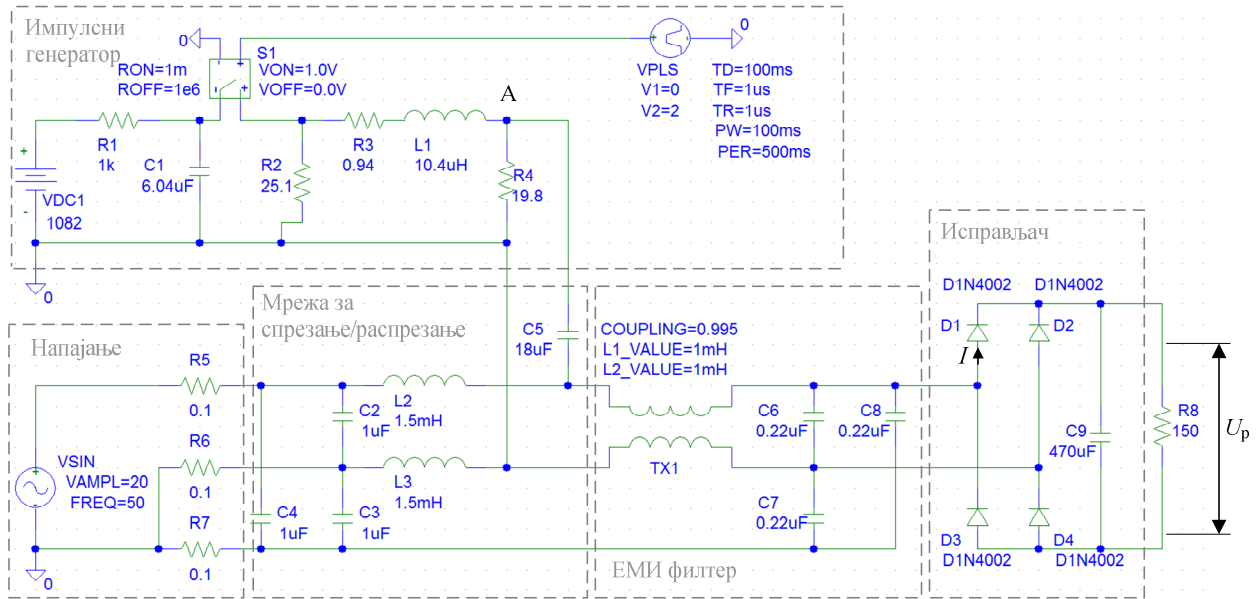 Импулсни
генератор
0
S1
RON=1m
ROFF=1e6
VON=1.0V
VOFF=0.0V
0
VPLS
V1=0
V2=2
TD=100ms
TF=1us
TR=1us
PW=100ms
PER=500ms
A
R1
1k
C1
6.04uF
R2
25.1
R3
0.94
L1
10.4uH
R4
19.8
VDC1
1082
0
Исправљач
D1N4002
D1N4002
D1
D2
I
C9
470uF
R8
150
Uр
D3
D1N4002
D4
D1N4002
Мрежа за
спрезање/распрезање
C5
18uF
COUPLING=0.995
L1_VALUE=1mH
L2_VALUE=1mH
Напајање
R5
0.1
R6
0.1
R7
0.1
VSIN
VAMPL=20
FREQ=50
0
L2
1.5mH
C2
1uF
L3
1.5mH
C4
1uF
C3
1uF
TX1
C6
0.22uF
C8
0.22uF
C7
0.22uF
ЕМИ филтер